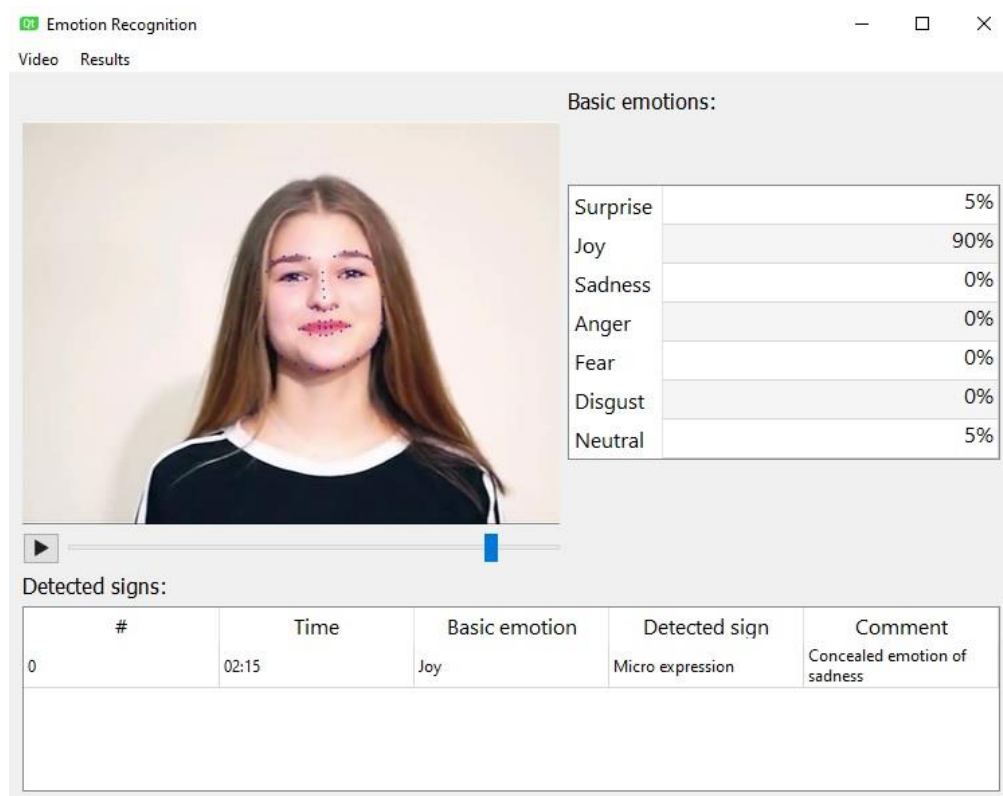 Qt Emotion Recognition
Video Results
Basic emotions:
Surprise 5%
Joy 90%
Sadness 0%
Anger 0%
Fear 0%
Disgust 0%
Neutral 5%
Detected signs:
# Time Basic emotion Detected sign Comment
0 02:15 Joy Micro expression Concealed emotion of
sadness